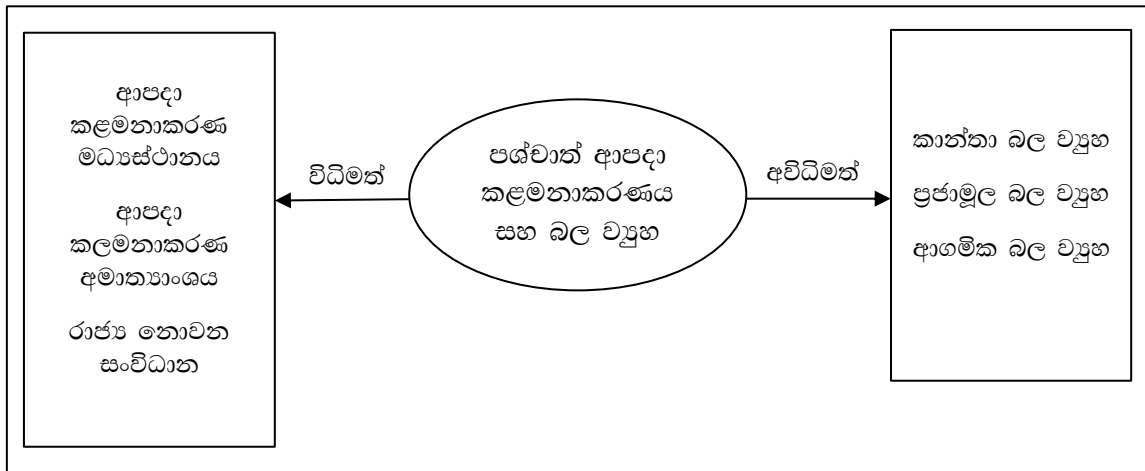 ආපදා
කළමනාකරණ
මධ්‍යස්ථානය
ආපදා
කලමනාකරණ
අමාත්‍යාංශය
රාජ්‍ය නොවන
සංවිධාන
විධිමත්
පශ්චාත් ආපදා
කළමනාකරණය
සහ බල ව්‍යුහ
අවිධිමත්
කාන්තා බල ව්‍යුහ
ප්‍රජාමූල බල ව්‍යුහ
ආගමික බල ව්‍යුහ